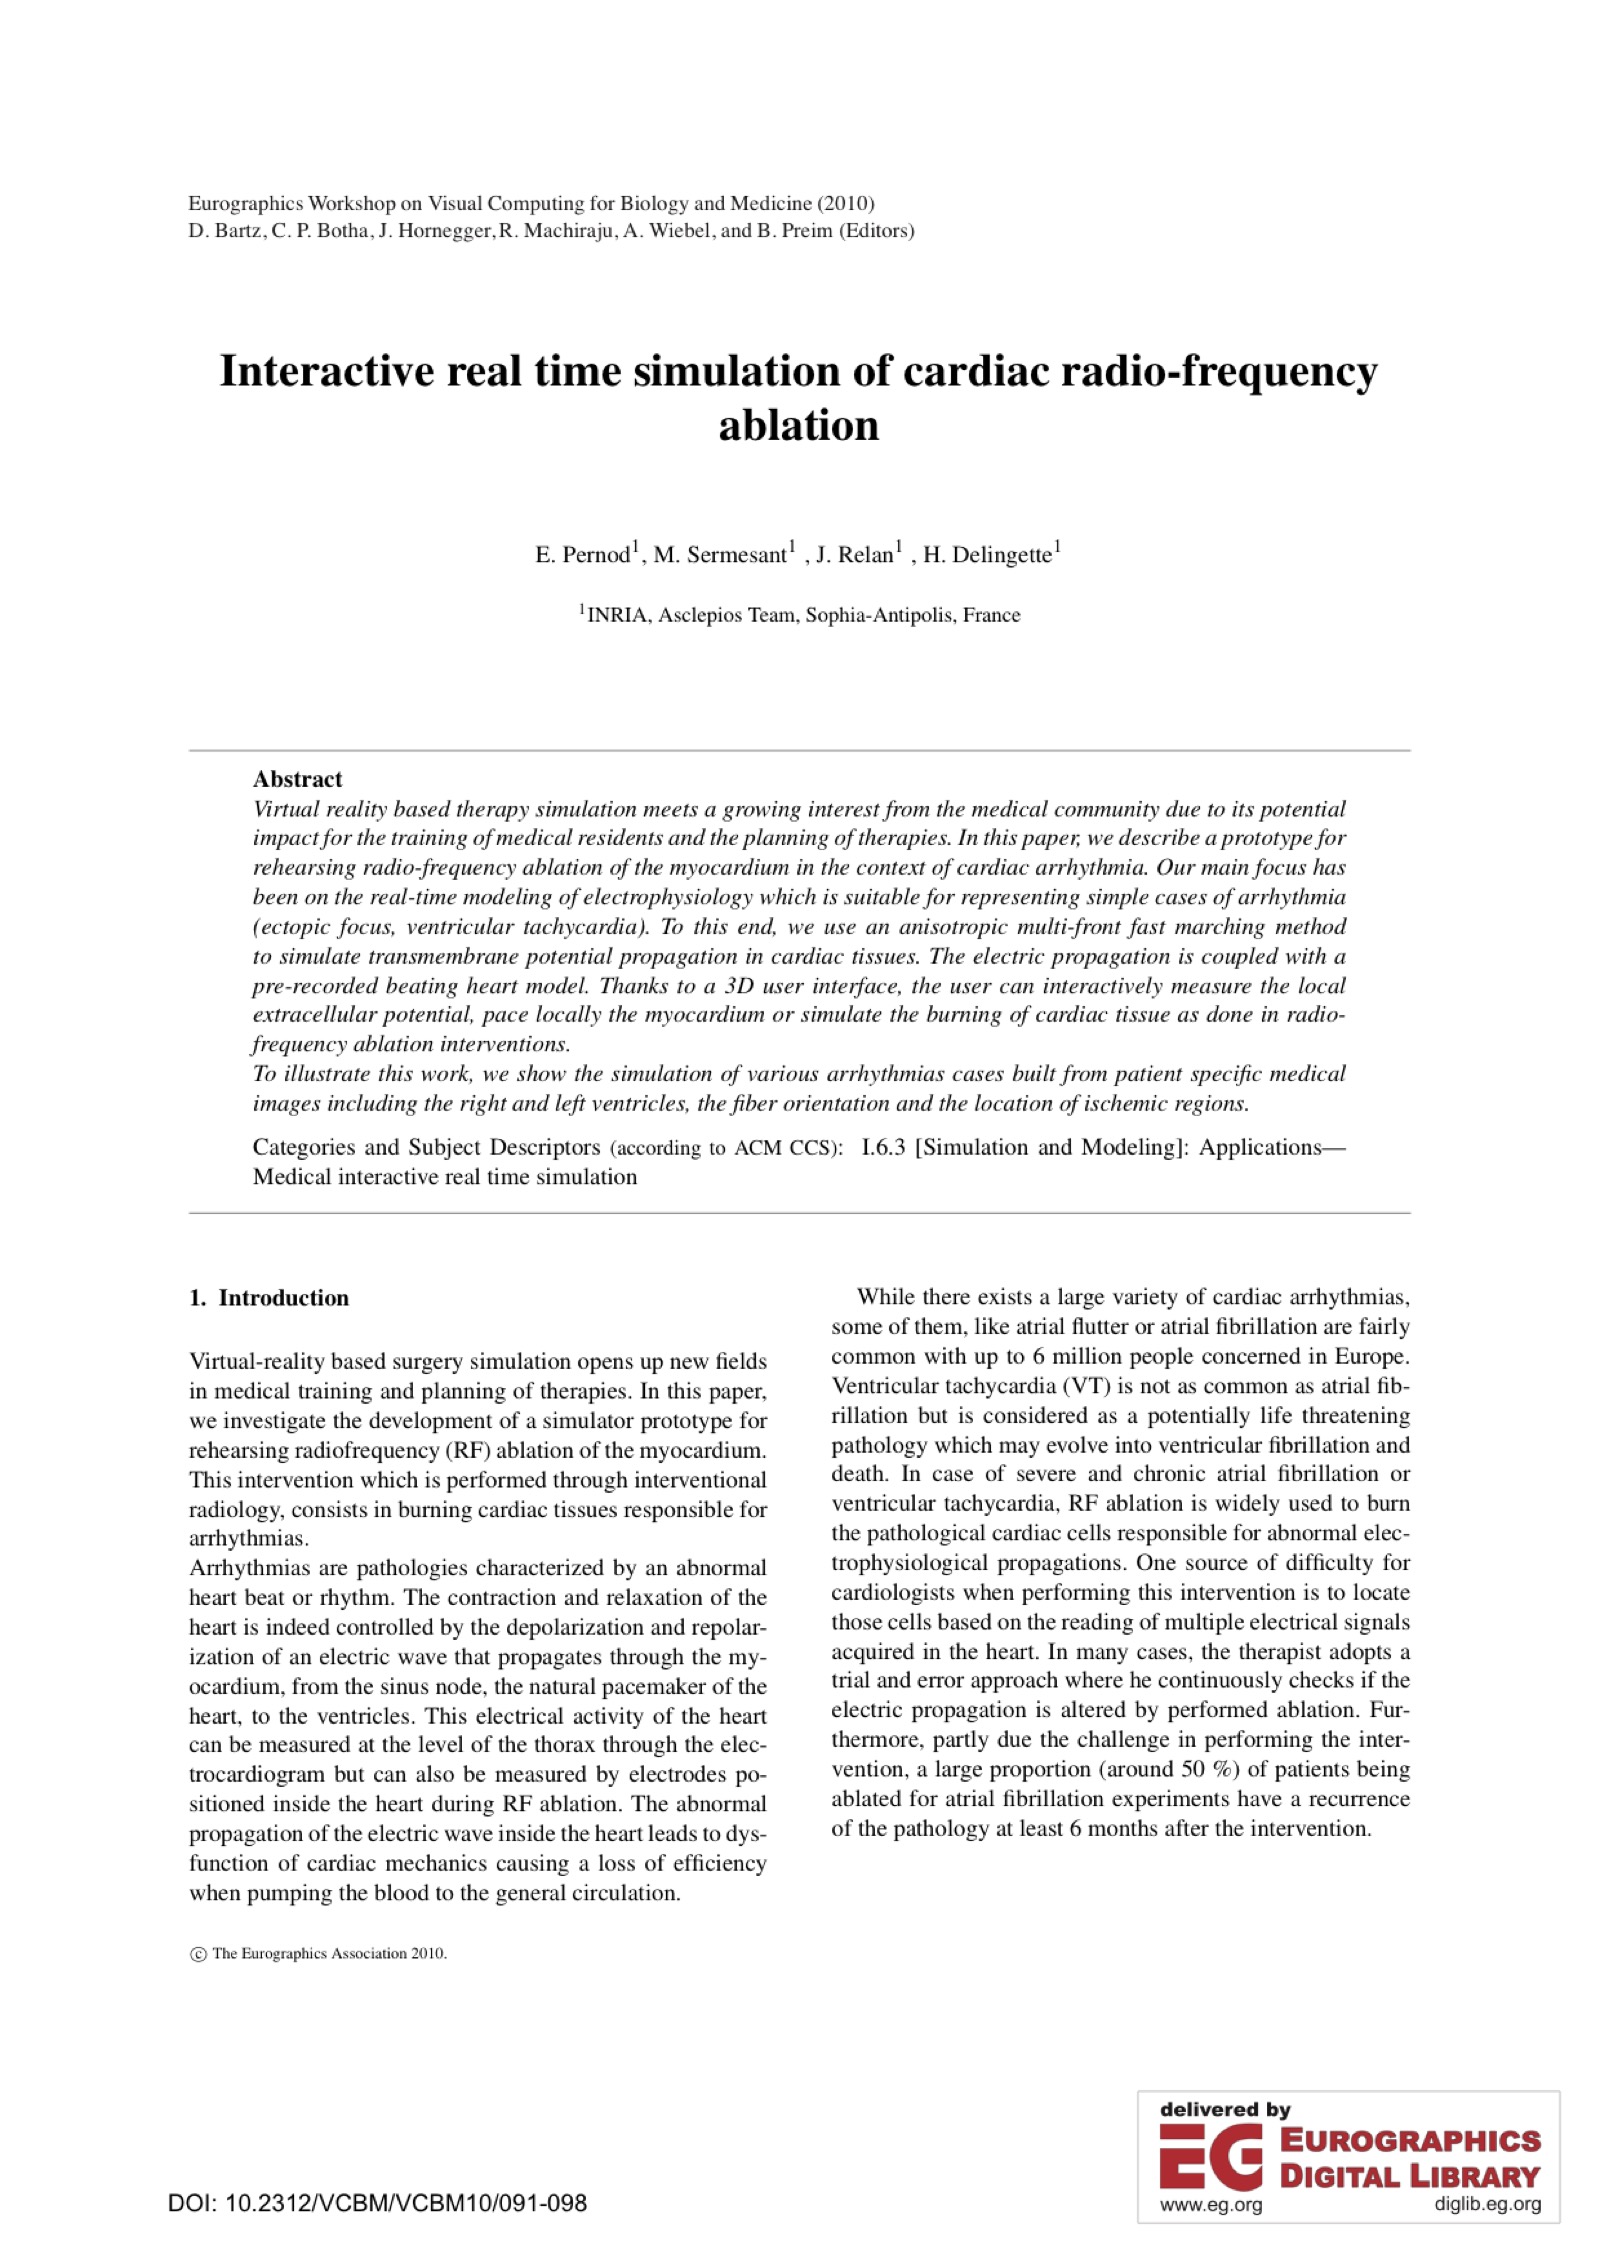 Eurographics Workshop on Visual Computing for Biology and Medicine (2010)
D. Bartz, C. P. Botha, J. Hornegger, R. Machiraju, A. Wiebel, and B. Preim (Editors)
Interactive real time simulation of cardiac radio-frequency
ablation
E. Pernod1, M. Sermesant1 , J. Relan1 , H. Delingette1
1INRIA, Asclepios Team, Sophia-Antipolis, France
Abstract
Virtual reality based therapy simulation meets a growing interest from the medical community due to its potential
impact for the training of medical residents and the planning of therapies. In this paper, we describe a prototype for
rehearsing radio-frequency ablation of the myocardium in the context of cardiac arrhythmia. Our main focus has
been on the real-time modeling of electrophysiology which is suitable for representing simple cases of arrhythmia
(ectopic focus, ventricular tachycardia). To this end, we use an anisotropic multi-front fast marching method
to simulate transmembrane potential propagation in cardiac tissues. The electric propagation is coupled with a
pre-recorded beating heart model. Thanks to a 3D user interface, the user can interactively measure the local
extracellular potential, pace locally the myocardium or simulate the burning of cardiac tissue as done in radio-
frequency ablation interventions.
To illustrate this work, we show the simulation of various arrhythmias cases built from patient specific medical
images including the right and left ventricles, the fiber orientation and the location of ischemic regions.
Categories and Subject Descriptors (according to ACM CCS): I.6.3 [Simulation and Modeling]: Applications—
Medical interactive real time simulation
1. Introduction
Virtual-reality based surgery simulation opens up new fields
in medical training and planning of therapies. In this paper,
we investigate the development of a simulator prototype for
rehearsing radiofrequency (RF) ablation of the myocardium.
This intervention which is performed through interventional
radiology, consists in burning cardiac tissues responsible for
arrhythmias.
Arrhythmias are pathologies characterized by an abnormal
heart beat or rhythm. The contraction and relaxation of the
heart is indeed controlled by the depolarization and repolar-
ization of an electric wave that propagates through the my-
ocardium, from the sinus node, the natural pacemaker of the
heart, to the ventricles. This electrical activity of the heart
can be measured at the level of the thorax through the elec-
trocardiogram but can also be measured by electrodes po-
sitioned inside the heart during RF ablation. The abnormal
propagation of the electric wave inside the heart leads to dys-
function of cardiac mechanics causing a loss of efficiency
when pumping the blood to the general circulation.
While there exists a large variety of cardiac arrhythmias,
some of them, like atrial flutter or atrial fibrillation are fairly
common with up to 6 million people concerned in Europe.
Ventricular tachycardia (VT) is not as common as atrial fib-
rillation but is considered as a potentially life threatening
pathology which may evolve into ventricular fibrillation and
death. In case of severe and chronic atrial fibrillation or
ventricular tachycardia, RF ablation is widely used to burn
the pathological cardiac cells responsible for abnormal elec-
trophysiological propagations. One source of difficulty for
cardiologists when performing this intervention is to locate
those cells based on the reading of multiple electrical signals
acquired in the heart. In many cases, the therapist adopts a
trial and error approach where he continuously checks if the
electric propagation is altered by performed ablation. Fur-
thermore, partly due the challenge in performing the inter-
vention, a large proportion (around 50 %) of patients being
ablated for atrial fibrillation experiments have a recurrence
of the pathology at least 6 months after the intervention.
© The Eurographics Association 2010.
delivered by
EG EUROGRAPHICS
DIGITAL LIBRARY
www.eg.org diglib.eg.org
DOI: 10.2312/VCBM/VCBM10/091-098